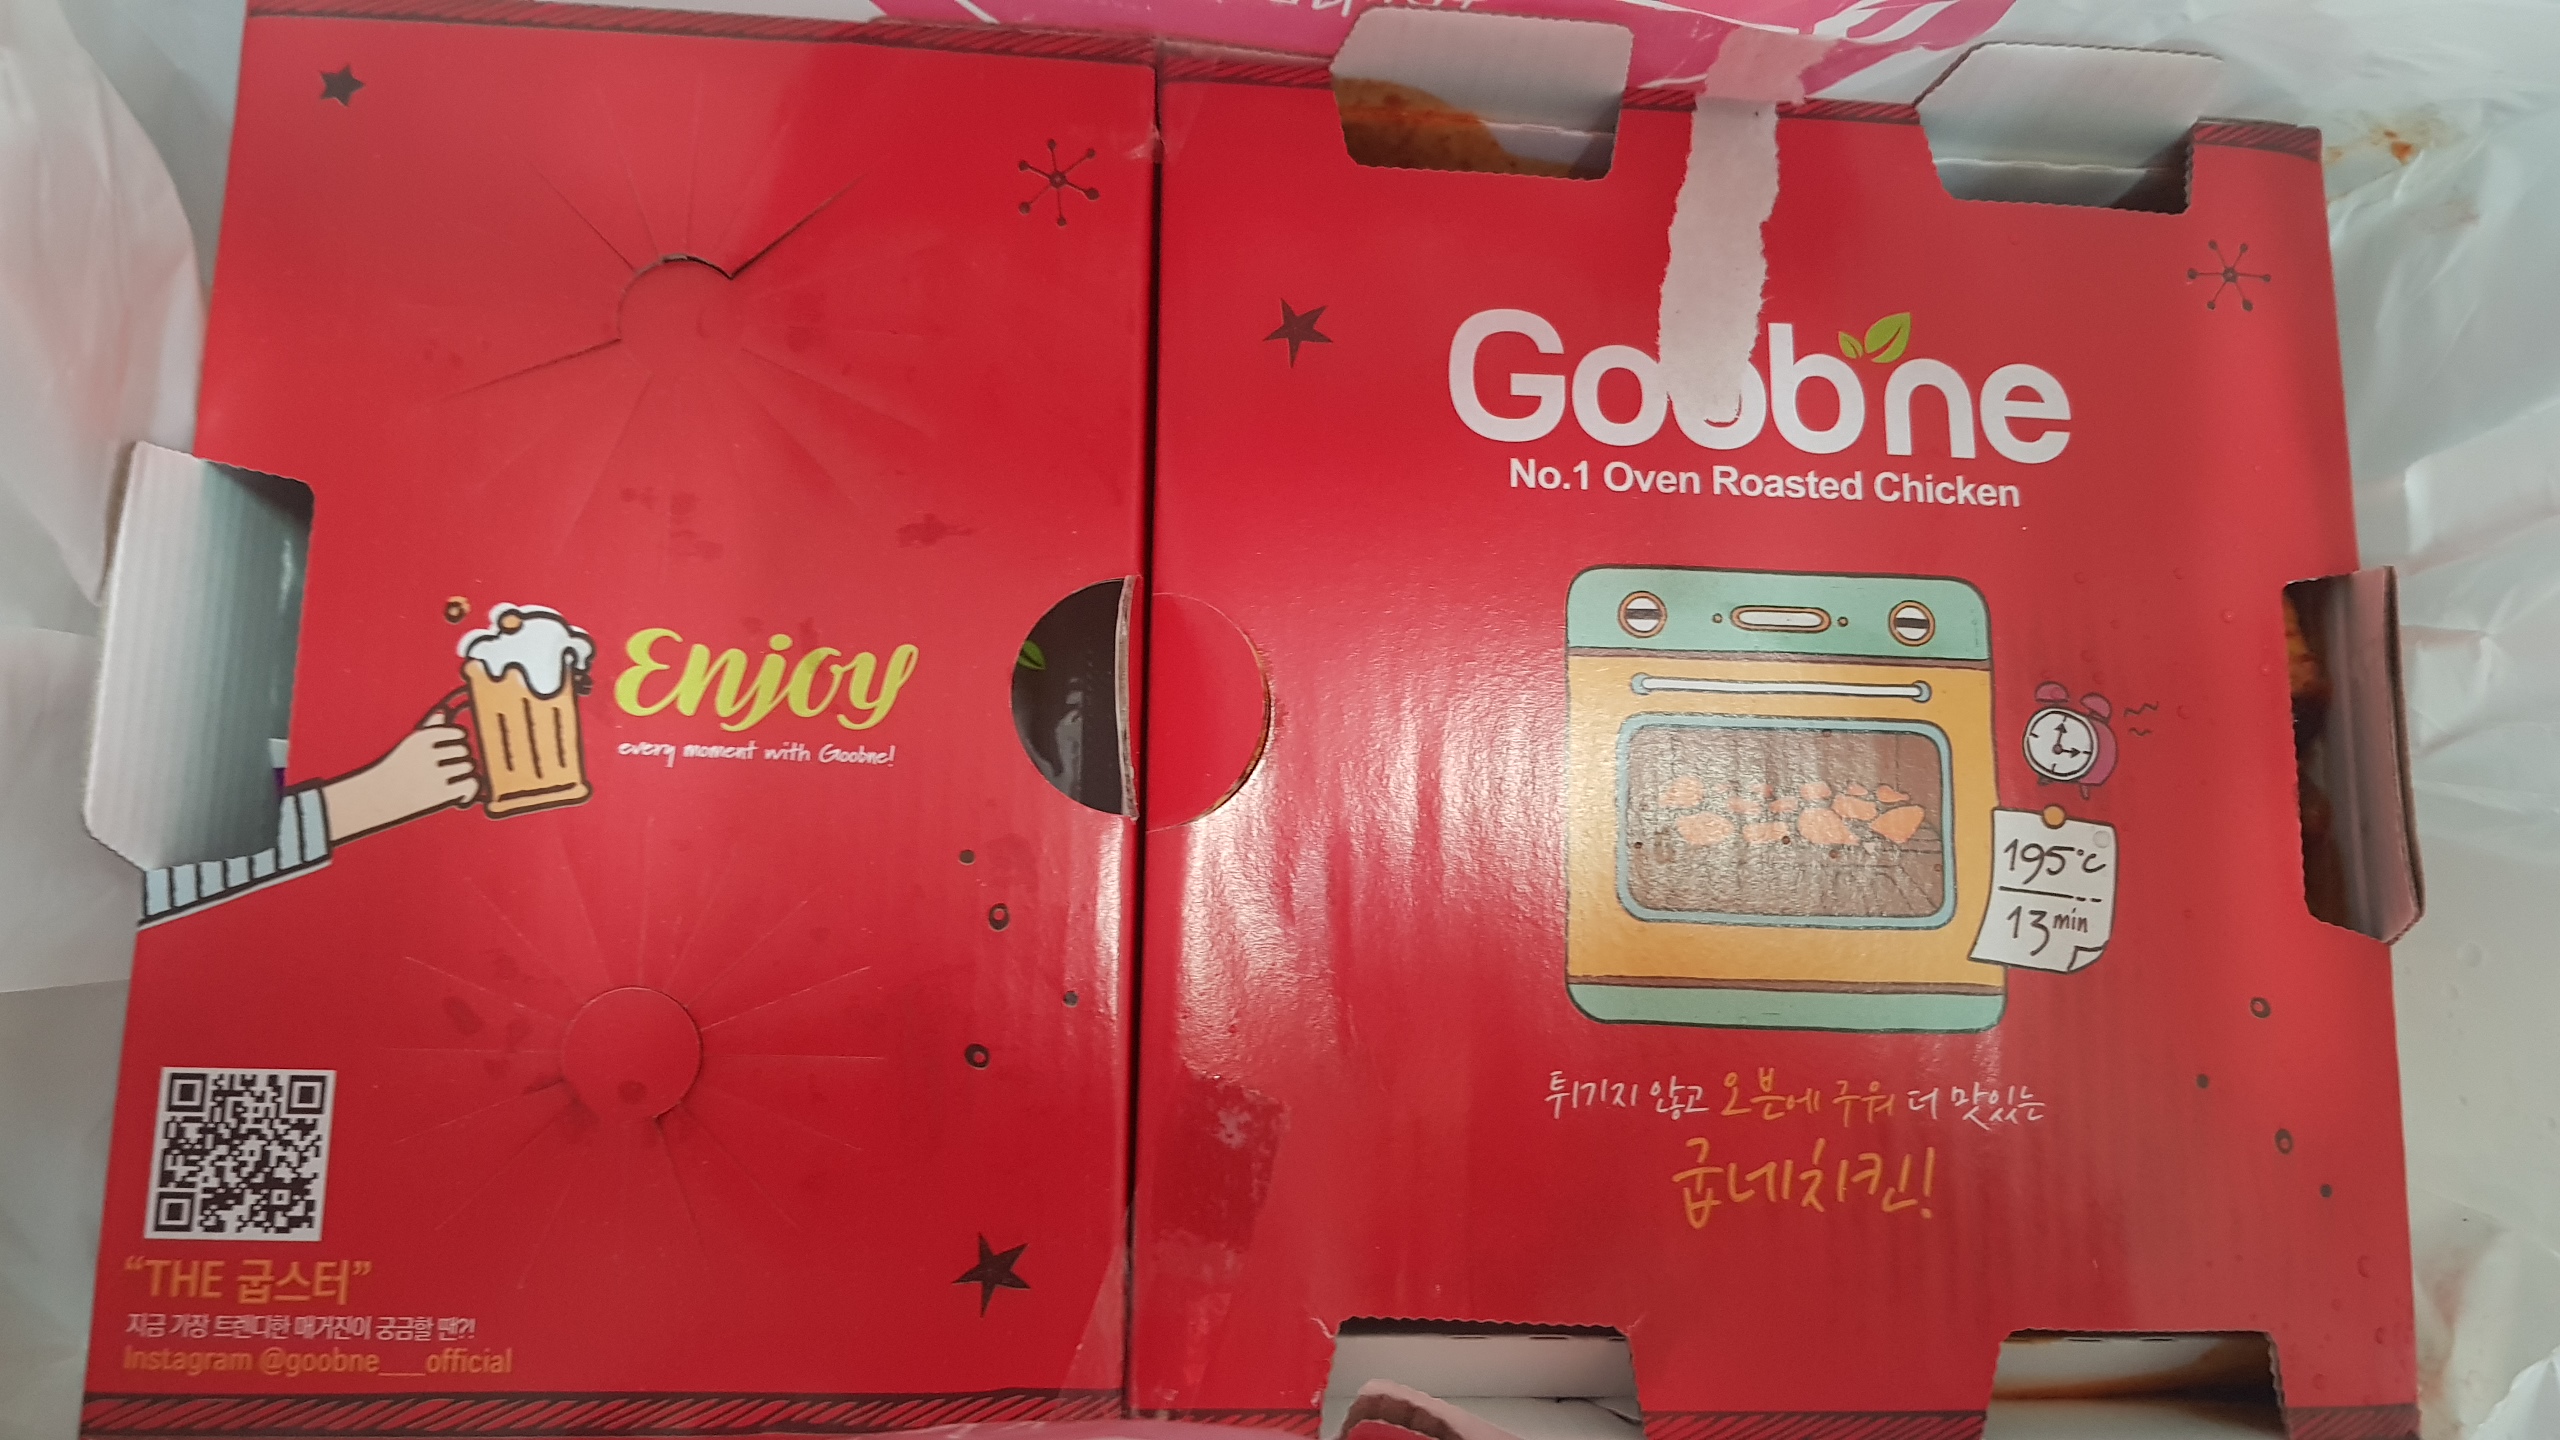 Enjoy
every moment with Goobne!
"THE 굽스터"
지금 가장 트렌디한 매거진이 궁금할 땐?!
Instagram @goobne___official
Goobne
No.1 Oven Roasted Chicken
195°c
13min
튀기지 않고 오븐에 구워 더 맛있는
굽네치킨!